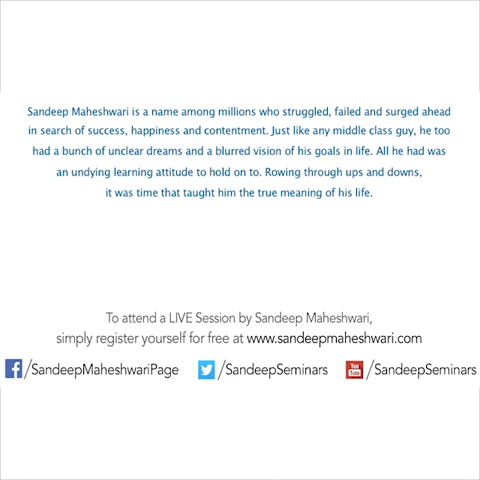 Sandeep Maheshwari is a name among millions who struggled, failed and surged ahead
in search of success, happiness and contentment. Just like any middle class guy, he too
had a bunch of unclear dreams and a blurred vision of his goals in life. All he had was
an undying learning attitude to hold on to. Rowing through ups and downs,
it was time that taught him the true meaning of his life.
To attend a LIVE Session by Sandeep Maheshwari,
simply register yourself for free at www.sandeepmaheshwari.com
f/SandeepMaheshwariPage /SandeepSeminars You Tube/SandeepSeminars